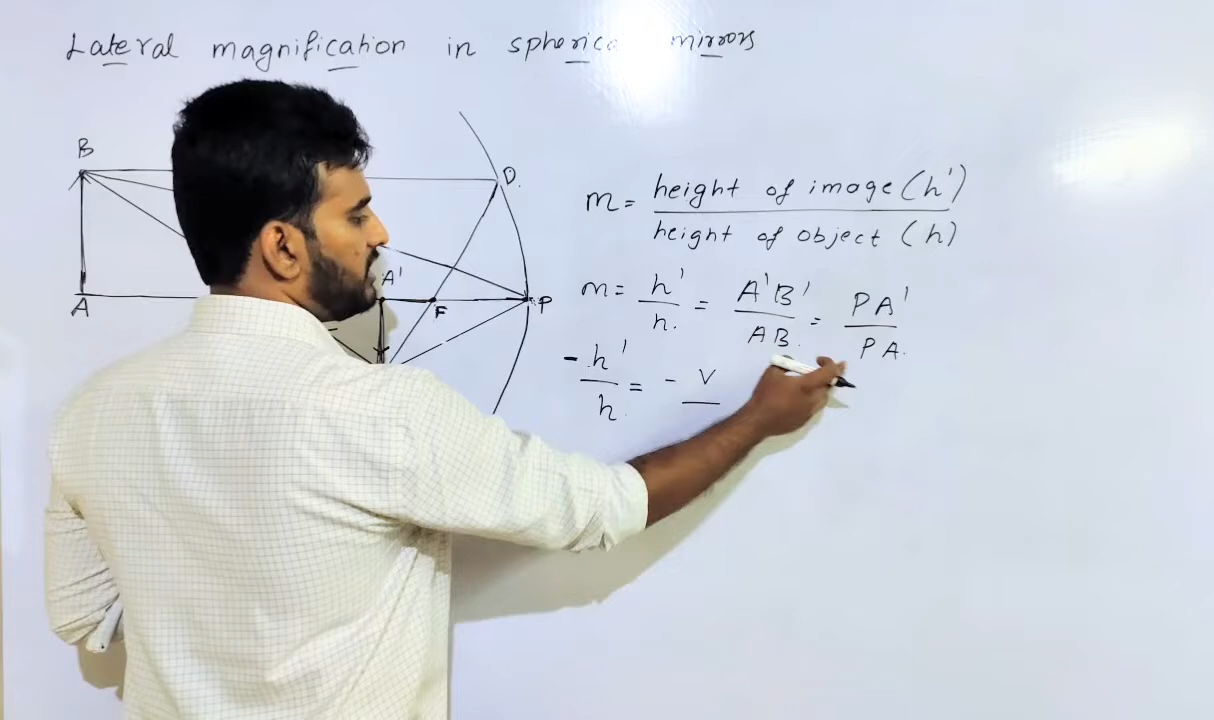 Lateral magnification in spherica mirrors
B
D.
A
A'
F
P
m = height of image (h') / height of object (h)
m = h'/h. = A'B'/AB. = PA'/PA.
-h'/h. = - v